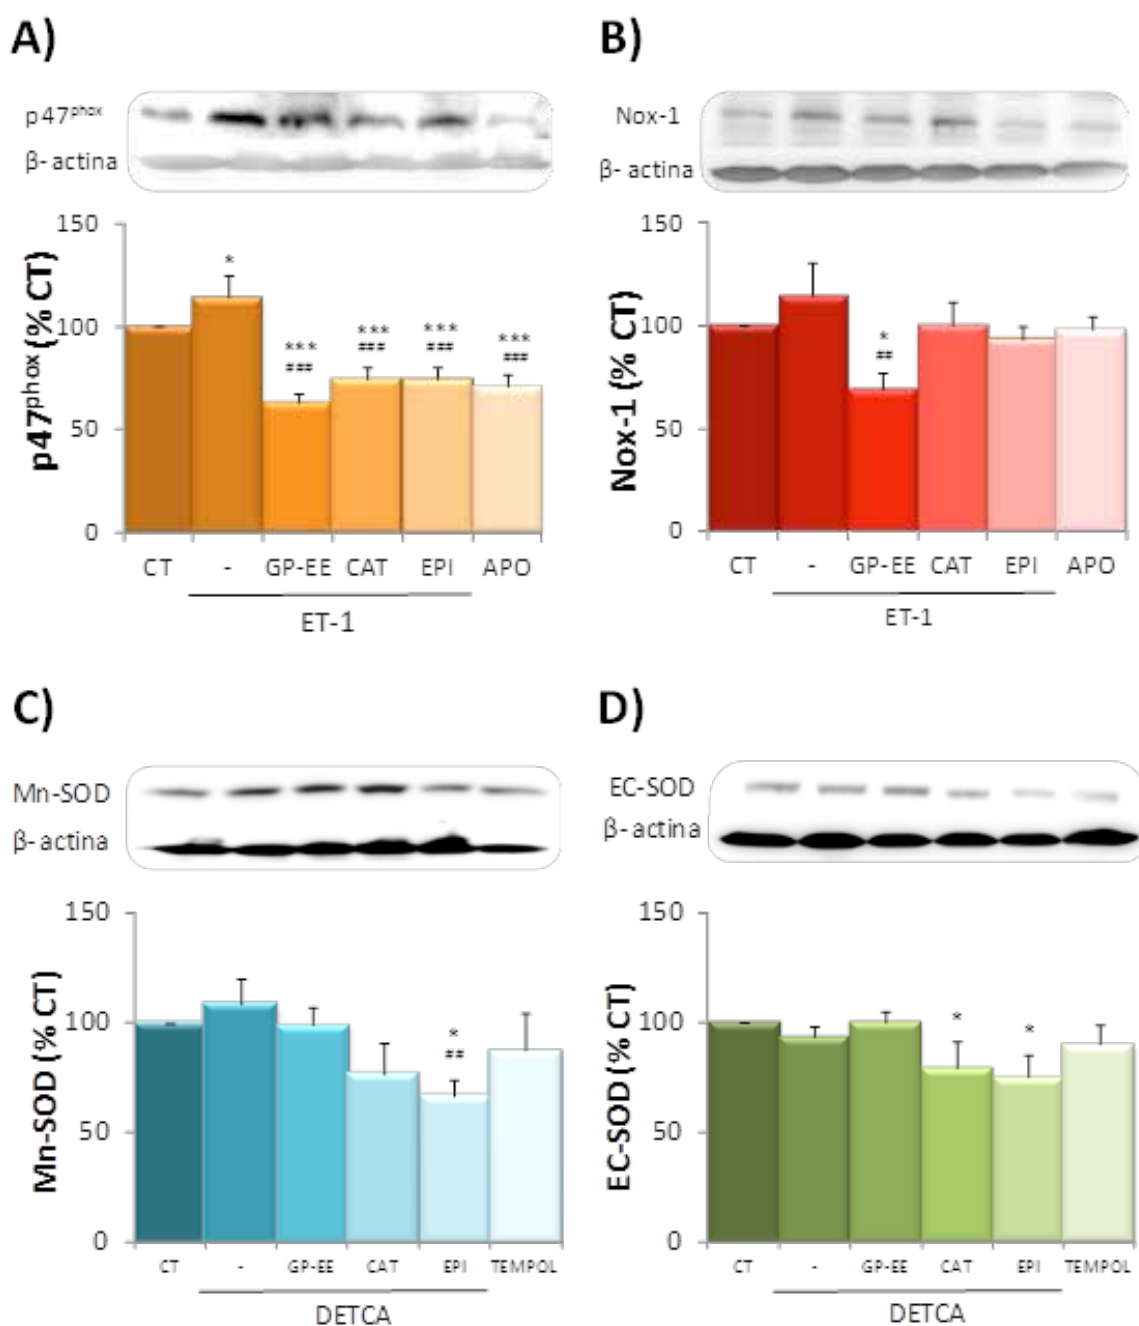 A)
p47phox
β- actina
150
100
50
0
p47phox (% CT)
*
***
###
***
###
***
###
***
###
CT - GP-EE CAT EPI APO
ET-1
B)
Nox-1
β- actina
150
100
50
0
Nox-1 (% CT)
*
##
CT - GP-EE CAT EPI APO
ET-1
C)
Mn-SOD
β- actina
150
100
50
0
Mn-SOD (% CT)
*
##
CT - GP-EE CAT EPI TEMPOL
DETCA
D)
EC-SOD
β- actina
150
100
50
0
EC-SOD (% CT)
*
*
CT - GP-EE CAT EPI TEMPOL
DETCA